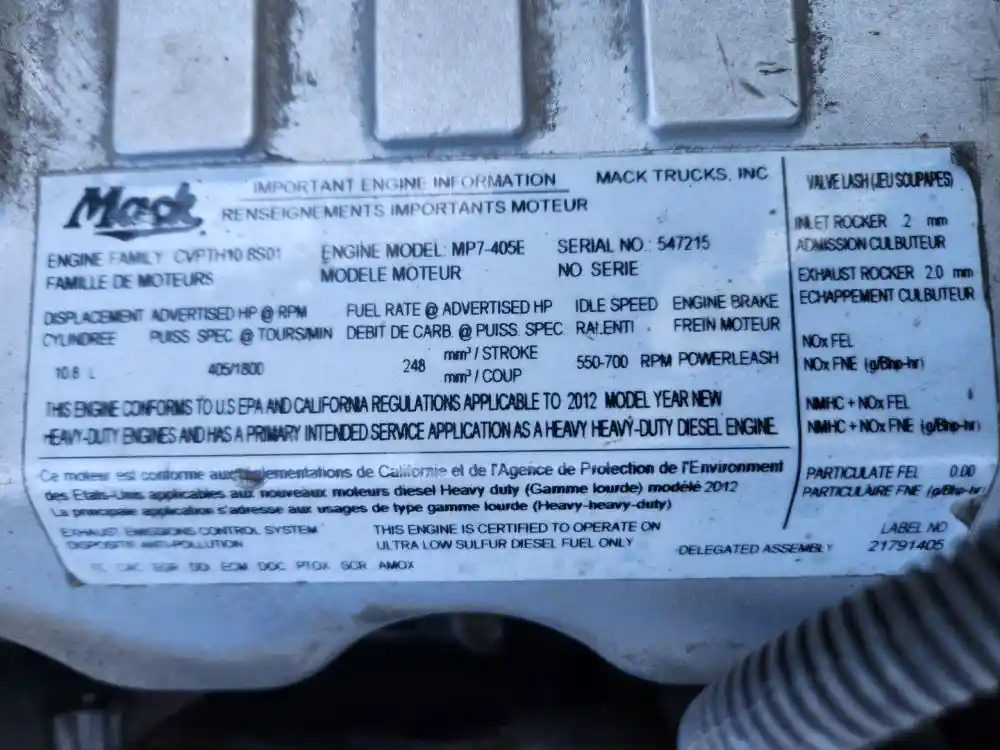 Mack
IMPORTANT ENGINE INFORMATION MACK TRUCKS, INC
RENSEIGNEMENTS IMPORTANTS MOTEUR
ENGINE FAMILY CVPTH10.8S01 ENGINE MODEL: MP7-405E SERIAL NO.: 547215
FAMILLE DE MOTEURS MODELE MOTEUR NO SERIE
DISPLACEMENT ADVERTISED HP @ RPM FUEL RATE @ ADVERTISED HP IDLE SPEED ENGINE BRAKE
CYLINDREE PUISS SPEC. @ TOURS/MIN DEBIT DE CARB. @ PUISS. SPEC. RALENTI FREIN MOTEUR
10.8 L 405/1800 248 mm³ / STROKE 550-700 RPM POWERLEASH
mm³ / COUP
THIS ENGINE CONFORMS TO U.S EPA AND CALIFORNIA REGULATIONS APPLICABLE TO 2012 MODEL YEAR NEW
HEAVY-DUTY ENGINES AND HAS A PRIMARY INTENDED SERVICE APPLICATION AS A HEAVY HEAVY-DUTY DIESEL ENGINE.
Ce moteur est conforme aux reglementations de Californie et de l'Agence de Protection de l'Environment
des Etats-Unis applicables aux nouveaux moteurs diesel Heavy duty (Gamme lourde) modélé 2012
La principale application s'adresse aux usages de type gamme lourde (Heavy-heavy-duty)
EXHAUST EMISSIONS CONTROL SYSTEM THIS ENGINE IS CERTIFIED TO OPERATE ON
DISPOSITIF ANTI-POLLUTION ULTRA LOW SULFUR DIESEL FUEL ONLY DELEGATED ASSEMBLY
CAC EGR DDI ECM DOC PTOX SCR AMOX
VALVE LASH (JEU SOUPAPES)
INLET ROCKER .2 mm
ADMISSION CULBUTEUR
EXHAUST ROCKER 2.0 mm
ECHAPPEMENT CULBUTEUR
NOx FEL
NOx FNE (g/Bhp-hr)
NMHC + NOx FEL
NMHC + NOx FNE (g/Bhp-hr)
PARTICULATE FEL 0.00
PARTICULAIRE FNE (g/Bhp-hr)
LABEL NO
21791405